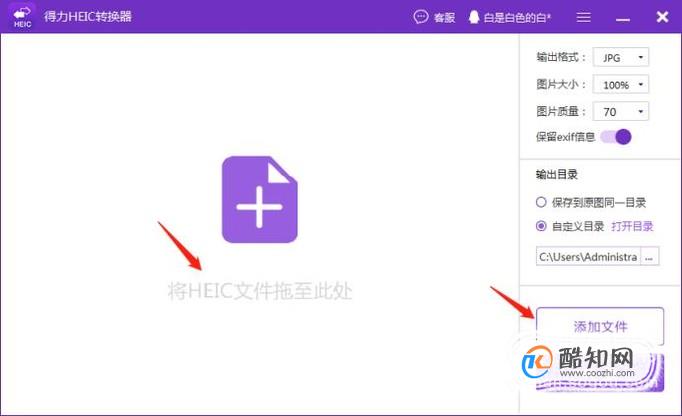 HEIC
得力HEIC转换器
客服
白是白色的白*
输出格式：
JPG
图片大小：
100%
图片质量：
70
保留exif信息
输出目录
保存到原图同一目录
自定义目录 打开目录
C:\Users\Administra ...
将HEIC文件拖至此处
添加文件
酷知网
www.coozhi.com